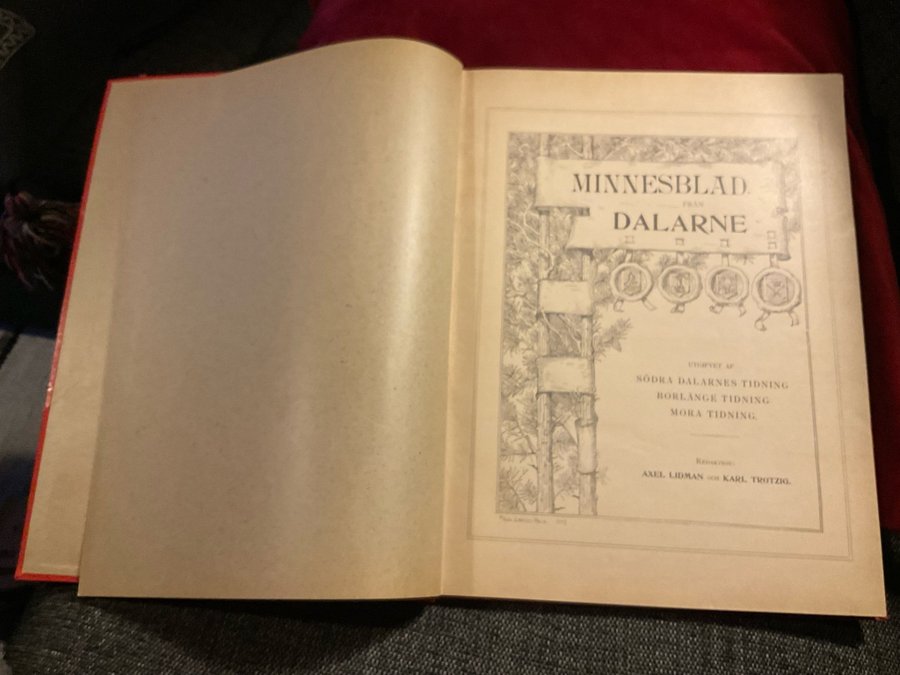 MINNESBLAD
FRÅN
DALARNE
UTGIFVET AF
SÖDRA DALARNES TIDNING
BORLÄNGE TIDNING
MORA TIDNING.
REDAKTION:
AXEL LIDMAN OCH KARL TROTZIG.